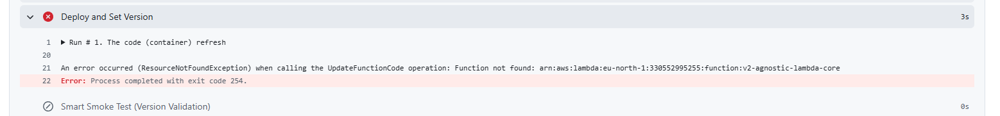 Deploy and Set Version 3s
1 Run # 1. The code (container) refresh
20
21 An error occurred (ResourceNotFoundException) when calling the UpdateFunctionCode operation: Function not found: arn:aws:lambda:eu-north-1:330552995255:function:v2-agnostic-lambda-core
22 Error: Process completed with exit code 254.
Smart Smoke Test (Version Validation) 0s